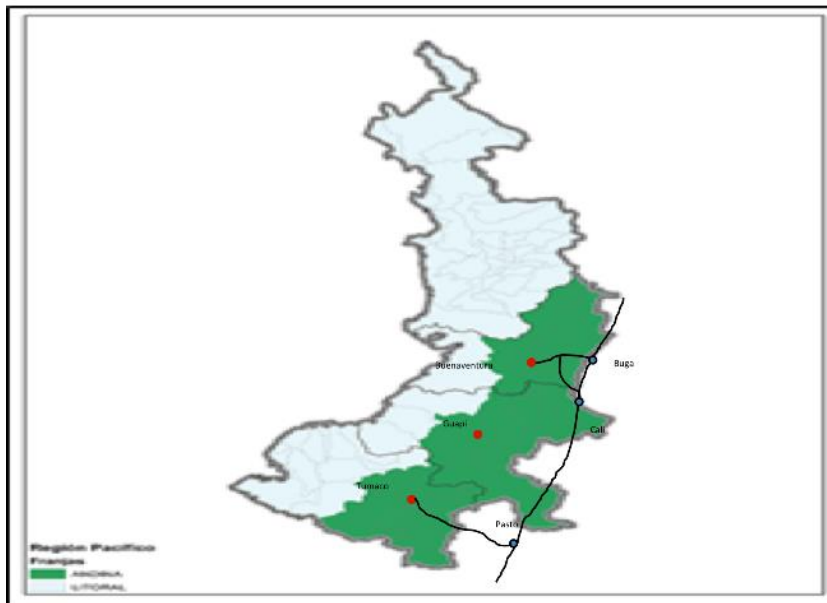 Buenaventura
Buga
Guapi
Cali
Tumaco
Pasto
Región Pacífico
Franjas
ANDINA
LITORAL